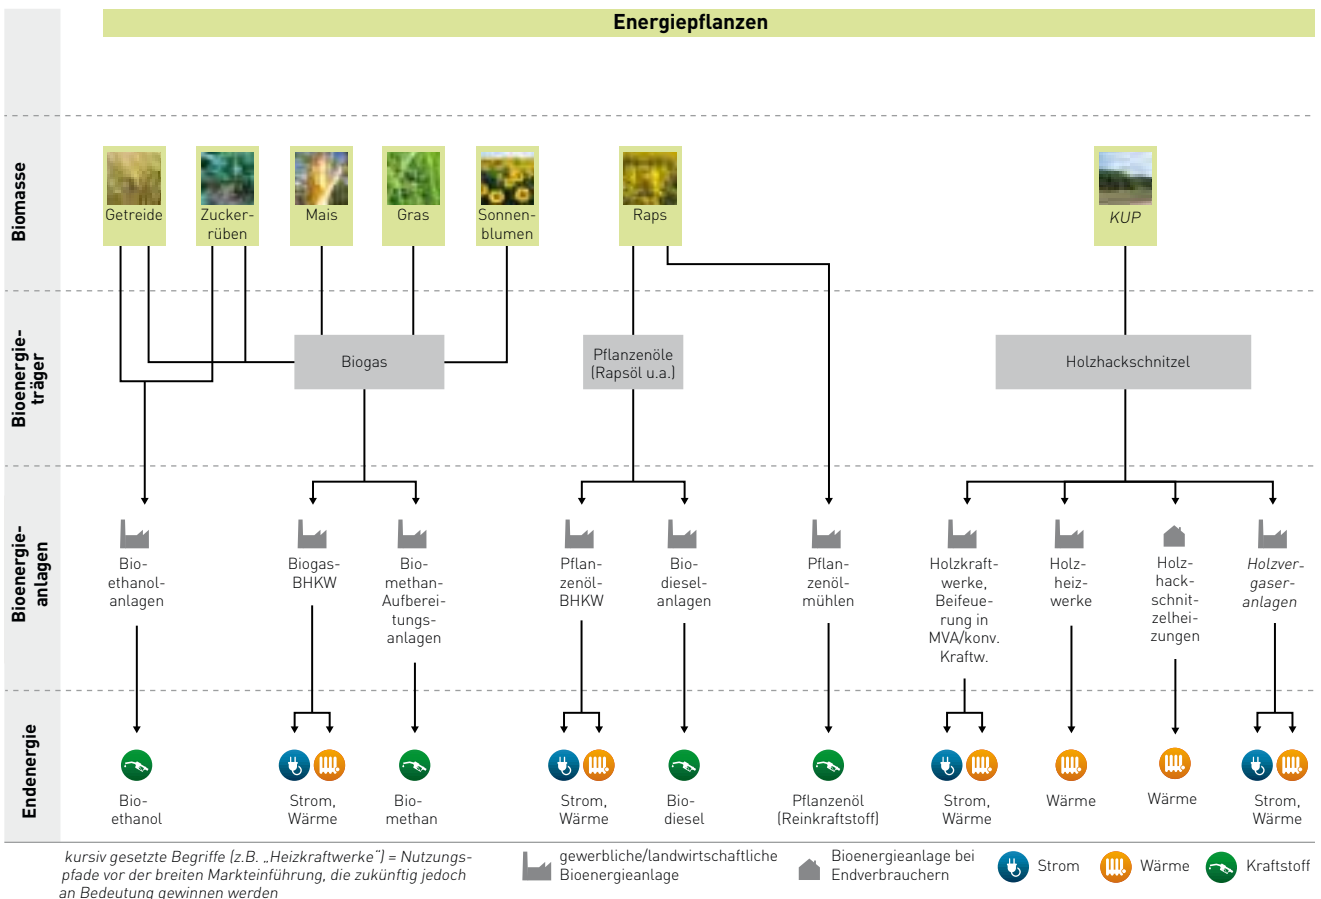 Energiepflanzen
Biomasse
Getreide
Zucker-
rüben
Mais
Gras
Sonnen-
blumen
Raps
KUP
Bioenergie-
träger
Biogas
Pflanzenöle
(Rapsöl u.a.)
Holzhackschnitzel
Bioenergie-
anlagen
Bio-
ethanol-
anlagen
Biogas-
BHKW
Bio-
methan-
Aufberei-
tungs-
anlagen
Pflan-
zenöl-
BHKW
Bio-
diesel-
anlagen
Pflan-
zenöl-
mühlen
Holzkraft-
werke,
Beifeue-
rung in
MVA/konv.
Kraftw.
Holz-
heiz-
werke
Holz-
hack-
schnit-
zelhei-
zungen
Holzver-
gaser-
anlagen
Endenergie
Bio-
ethanol
Strom,
Wärme
Bio-
methan
Strom,
Wärme
Bio-
diesel
Pflanzenöl
(Reinkraftstoff)
Strom,
Wärme
Wärme
Wärme
Strom,
Wärme
kursiv gesetzte Begriffe (z.B. „Heizkraftwerke“) = Nutzungs-
pfade vor der breiten Markteinführung, die zukünftig jedoch
an Bedeutung gewinnen werden
gewerbliche/landwirtschaftliche
Bioenergieanlage
Bioenergieanlage bei
Endverbrauchern
Strom
Wärme
Kraftstoff